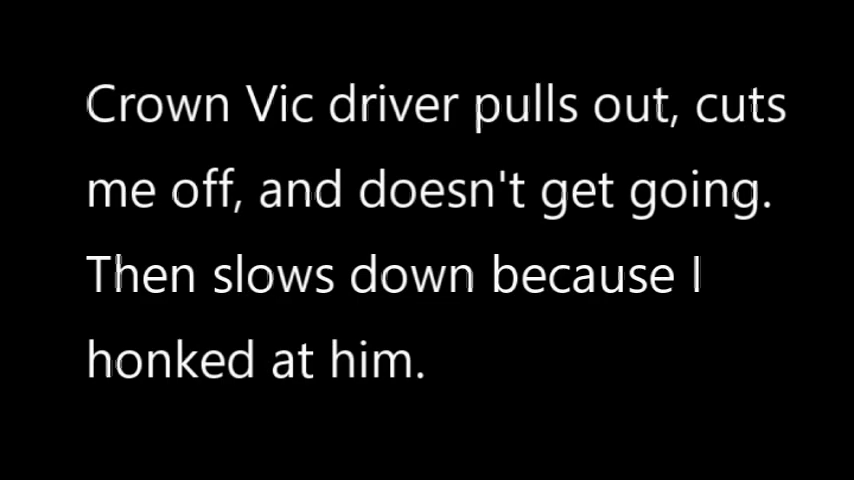 Crown Vic driver pulls out, cuts
me off, and doesn't get going.
Then slows down because I
honked at him.